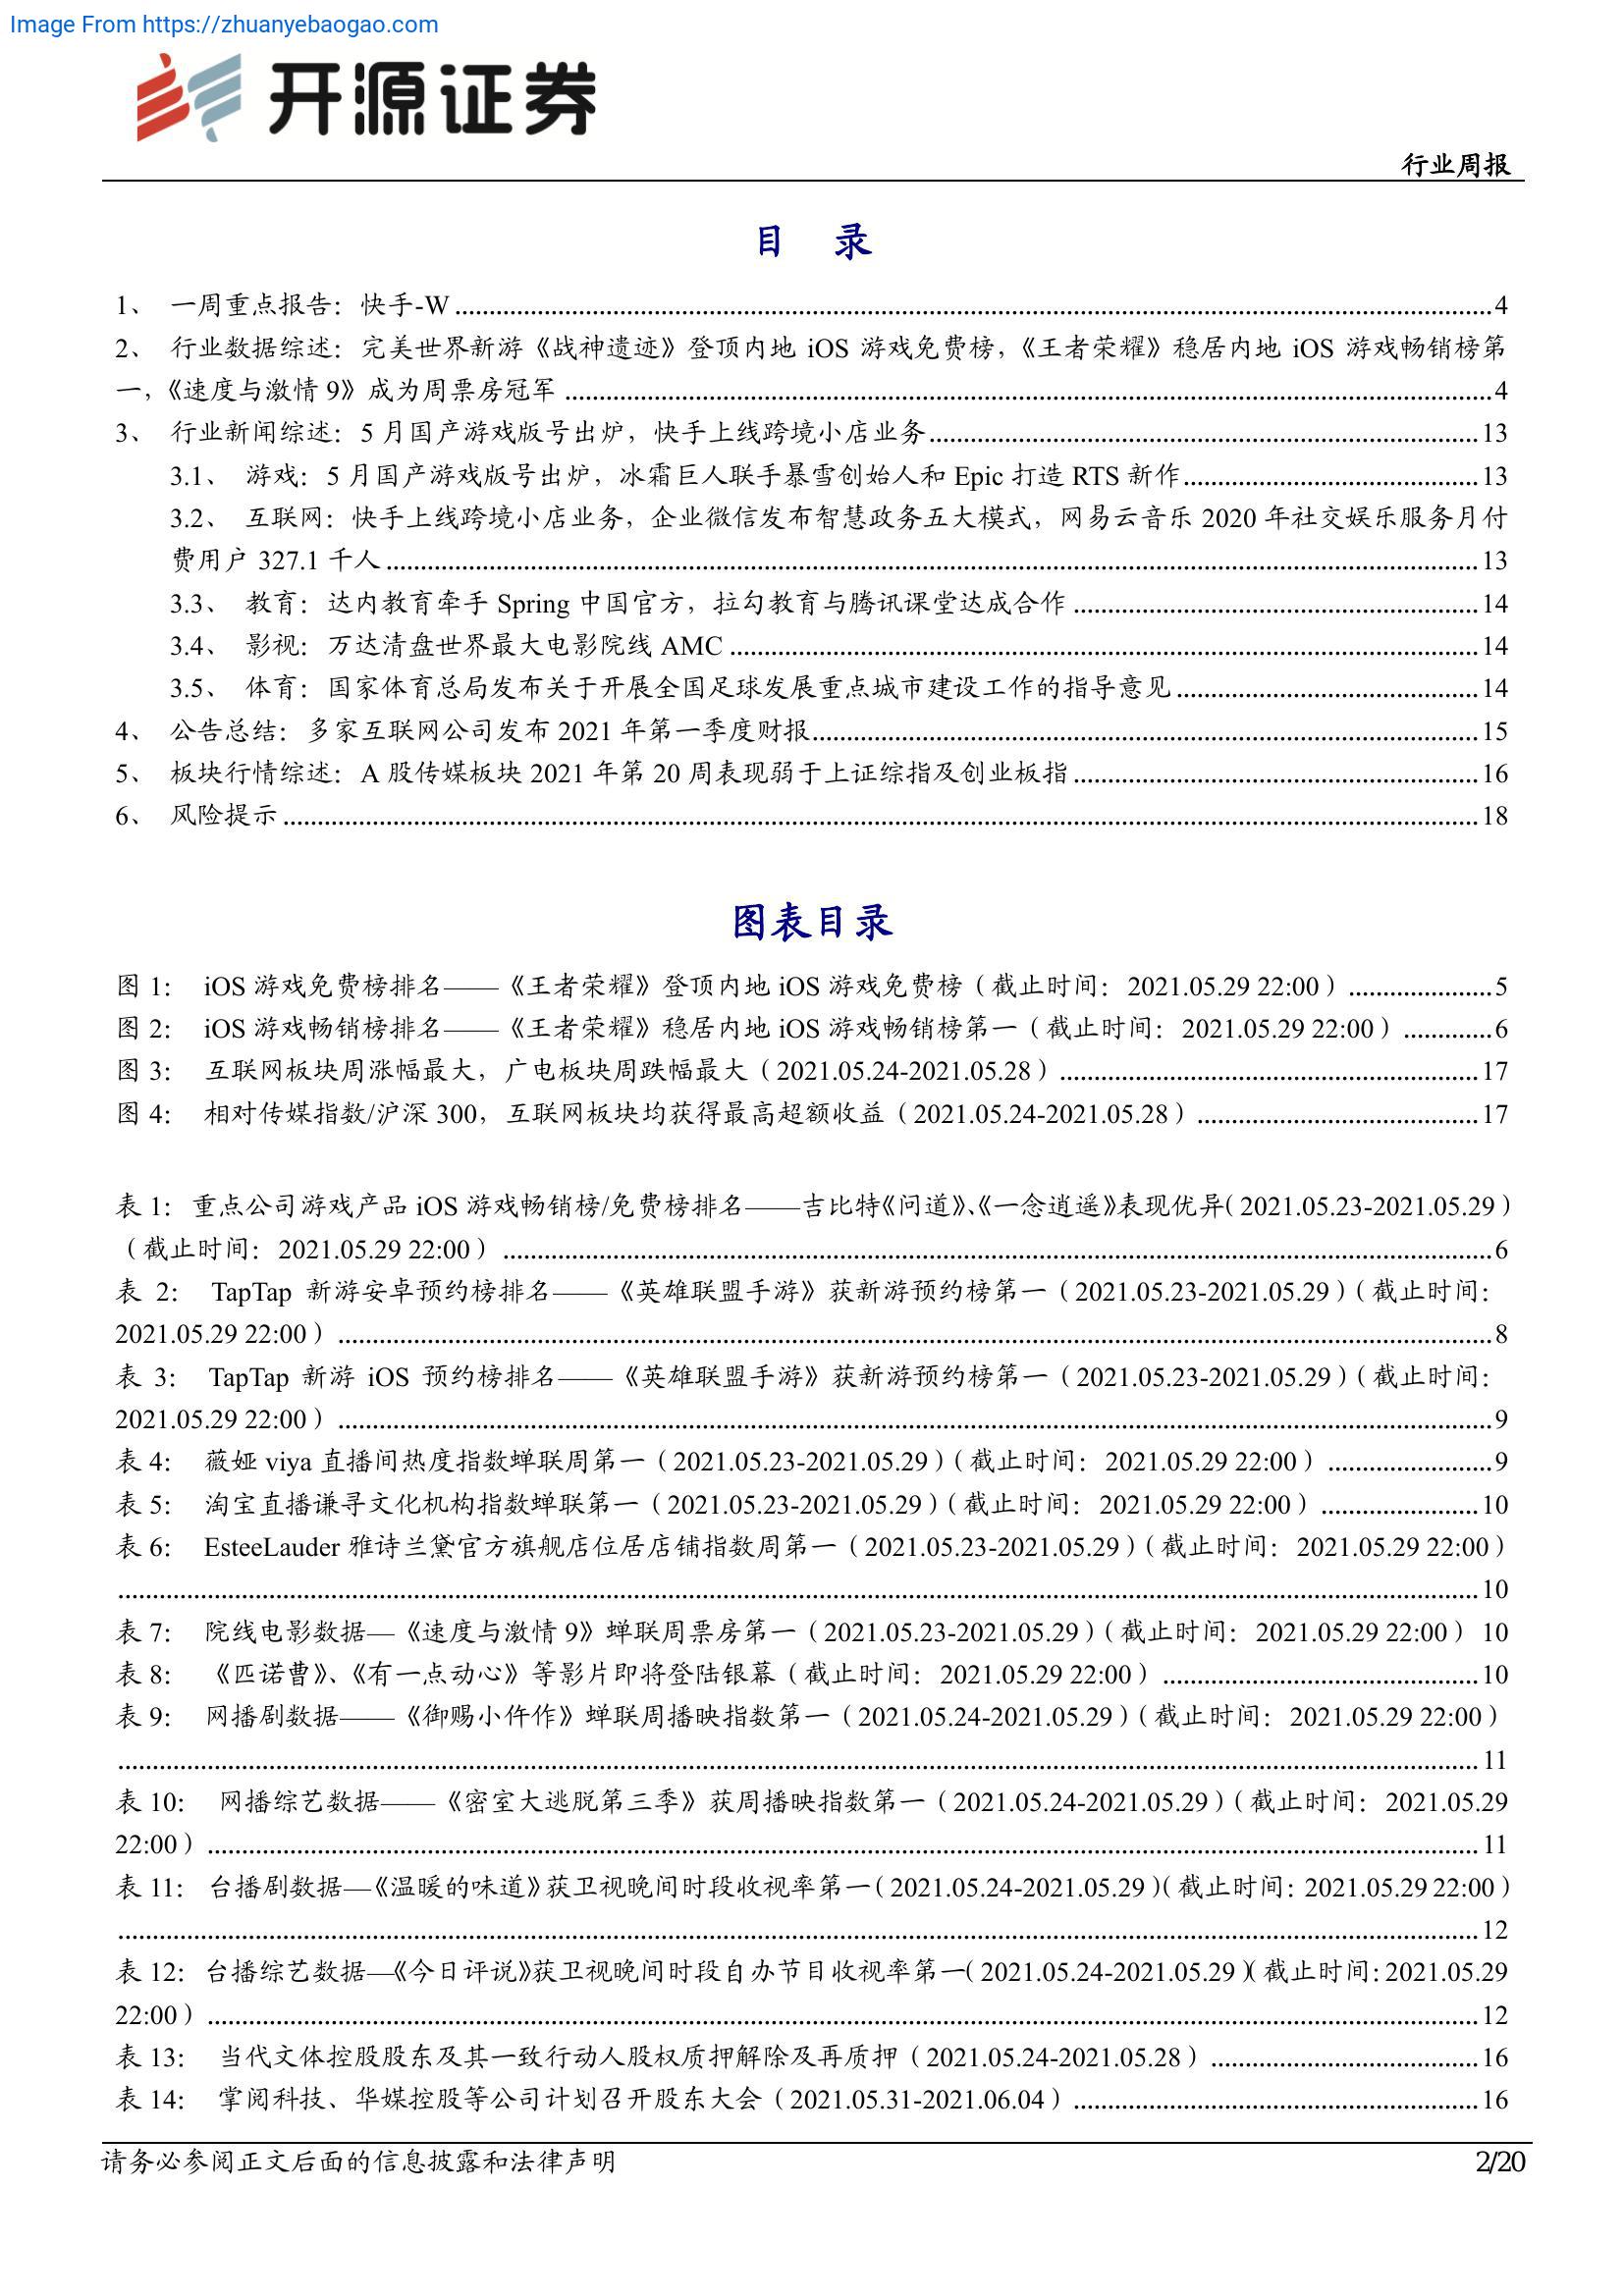 Image From https://zhuanyebaogao.com
开源证券
行业周报
目 录
1、 一周重点报告：快手-W ........ 4
2、 行业数据综述：完美世界新游《战神遗迹》登顶内地 iOS 游戏免费榜，《王者荣耀》稳居内地 iOS 游戏畅销榜第
一，《速度与激情 9》成为周票房冠军 ........ 4
3、 行业新闻综述：5 月国产游戏版号出炉，快手上线跨境小店业务 ........ 13
3.1、 游戏：5 月国产游戏版号出炉，冰霜巨人联手暴雪创始人和 Epic 打造 RTS 新作 ........ 13
3.2、 互联网：快手上线跨境小店业务，企业微信发布智慧政务五大模式，网易云音乐 2020 年社交娱乐服务月付
费用户 327.1 千人 ........ 13
3.3、 教育：达内教育牵手 Spring 中国官方，拉勾教育与腾讯课堂达成合作 ........ 14
3.4、 影视：万达清盘世界最大电影院线 AMC ........ 14
3.5、 体育：国家体育总局发布关于开展全国足球发展重点城市建设工作的指导意见 ........ 14
4、 公告总结：多家互联网公司发布 2021 年第一季度财报 ........ 15
5、 板块行情综述：A 股传媒板块 2021 年第 20 周表现弱于上证综指及创业板指 ........ 16
6、 风险提示 ........ 18
图表目录
图 1： iOS 游戏免费榜排名——《王者荣耀》登顶内地 iOS 游戏免费榜（截止时间：2021.05.29 22:00） ........ 5
图 2： iOS 游戏畅销榜排名——《王者荣耀》稳居内地 iOS 游戏畅销榜第一（截止时间：2021.05.29 22:00） ........ 6
图 3： 互联网板块周涨幅最大，广电板块周跌幅最大（2021.05.24-2021.05.28） ........ 17
图 4： 相对传媒指数/沪深 300，互联网板块均获得最高超额收益（2021.05.24-2021.05.28） ........ 17
表 1：重点公司游戏产品 iOS 游戏畅销榜/免费榜排名——吉比特《问道》、《一念逍遥》表现优异（2021.05.23-2021.05.29）
（截止时间：2021.05.29 22:00） ........ 6
表 2： TapTap 新游安卓预约榜排名——《英雄联盟手游》获新游预约榜第一（2021.05.23-2021.05.29）（截止时间：
2021.05.29 22:00） ........ 8
表 3： TapTap 新游 iOS 预约榜排名——《英雄联盟手游》获新游预约榜第一（2021.05.23-2021.05.29）（截止时间：
2021.05.29 22:00） ........ 9
表 4： 薇娅 viya 直播间热度指数蝉联周第一（2021.05.23-2021.05.29）（截止时间：2021.05.29 22:00） ........ 9
表 5： 淘宝直播谦寻文化机构指数蝉联第一（2021.05.23-2021.05.29）（截止时间：2021.05.29 22:00） ........ 10
表 6： EsteeLauder 雅诗兰黛官方旗舰店位居店铺指数周第一（2021.05.23-2021.05.29）（截止时间：2021.05.29 22:00）
........ 10
表 7： 院线电影数据—《速度与激情 9》蝉联周票房第一（2021.05.23-2021.05.29）（截止时间：2021.05.29 22:00） 10
表 8： 《匹诺曹》、《有一点动心》等影片即将登陆银幕（截止时间：2021.05.29 22:00） ........ 10
表 9： 网播剧数据——《御赐小仵作》蝉联周播映指数第一（2021.05.24-2021.05.29）（截止时间：2021.05.29 22:00）
........ 11
表 10： 网播综艺数据——《密室大逃脱第三季》获周播映指数第一（2021.05.24-2021.05.29）（截止时间：2021.05.29
22:00） ........ 11
表 11： 台播剧数据—《温暖的味道》获卫视晚间时段收视率第一（2021.05.24-2021.05.29）（截止时间：2021.05.29 22:00）
........ 12
表 12：台播综艺数据—《今日评说》获卫视晚间时段自办节目收视率第一（2021.05.24-2021.05.29）（截止时间：2021.05.29
22:00） ........ 12
表 13： 当代文体控股股东及其一致行动人股权质押解除及再质押（2021.05.24-2021.05.28） ........ 16
表 14： 掌阅科技、华媒控股等公司计划召开股东大会（2021.05.31-2021.06.04） ........ 16
请务必参阅正文后面的信息披露和法律声明
2/20